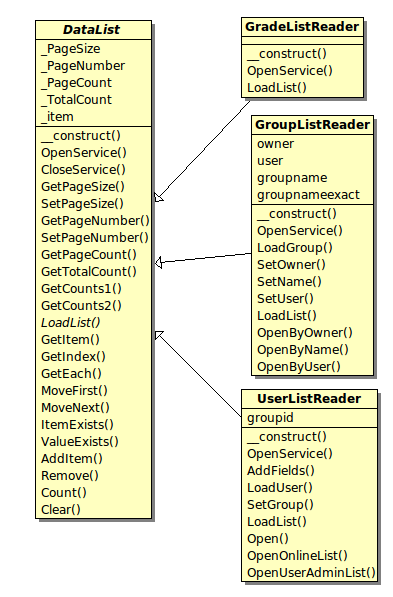 DataList
_PageSize
_PageNumber
_PageCount
_TotalCount
_item
__construct()
OpenService()
CloseService()
GetPageSize()
SetPageSize()
GetPageNumber()
SetPageNumber()
GetPageCount()
GetTotalCount()
GetCounts1()
GetCounts2()
LoadList()
GetItem()
GetIndex()
GetEach()
MoveFirst()
MoveNext()
ItemExists()
ValueExists()
AddItem()
Remove()
Count()
Clear()
GradeListReader
__construct()
OpenService()
LoadList()
GroupListReader
owner
user
groupname
groupnameexact
__construct()
OpenService()
LoadGroup()
SetOwner()
SetName()
SetUser()
LoadList()
OpenByOwner()
OpenByName()
OpenByUser()
UserListReader
groupid
__construct()
OpenService()
AddFields()
LoadUser()
SetGroup()
LoadList()
Open()
OpenOnlineList()
OpenUserAdminList()